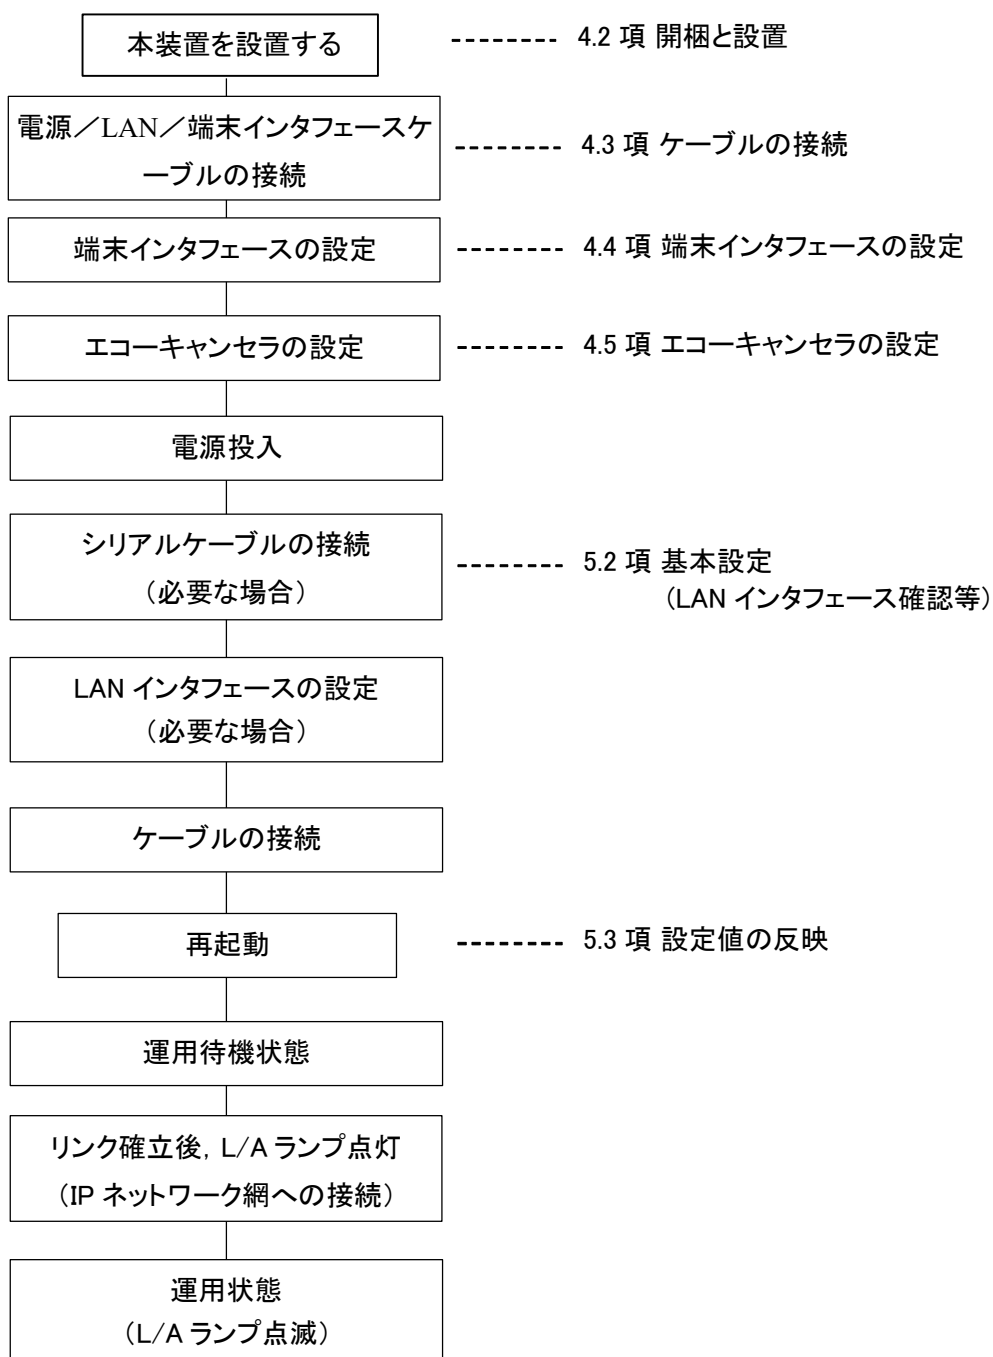 本装置を設置する
4.2 項 開梱と設置
電源／LAN／端末インタフェースケ
ーブルの接続
4.3 項 ケーブルの接続
端末インタフェースの設定
4.4 項 端末インタフェースの設定
エコーキャンセラの設定
4.5 項 エコーキャンセラの設定
電源投入
シリアルケーブルの接続
（必要な場合）
5.2 項 基本設定
（LAN インタフェース確認等）
LAN インタフェースの設定
（必要な場合）
ケーブルの接続
再起動
5.3 項 設定値の反映
運用待機状態
リンク確立後，L/A ランプ点灯
（IP ネットワーク網への接続）
運用状態
（L/A ランプ点滅）